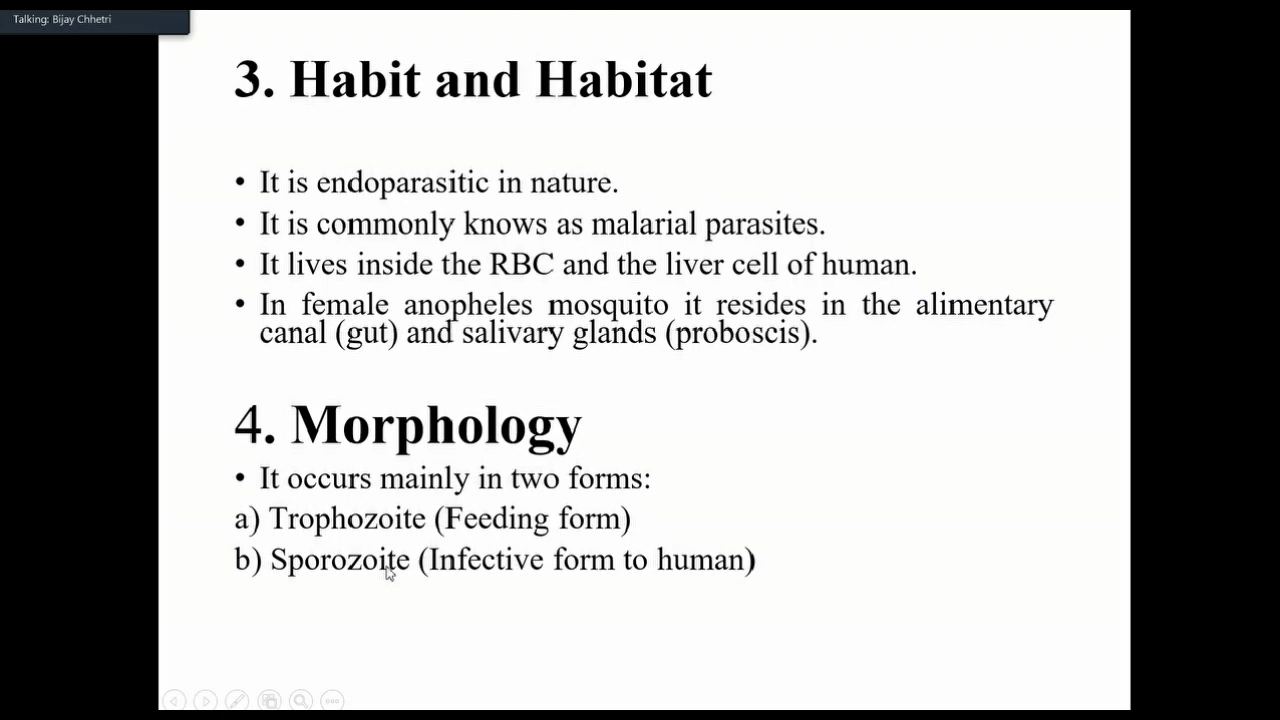 Talking: Bijay Chhetri
3. Habit and Habitat
• It is endoparasitic in nature.
• It is commonly knows as malarial parasites.
• It lives inside the RBC and the liver cell of human.
• In female anopheles mosquito it resides in the alimentary
canal (gut) and salivary glands (proboscis).
4. Morphology
• It occurs mainly in two forms:
a) Trophozoite (Feeding form)
b) Sporozoite (Infective form to human)